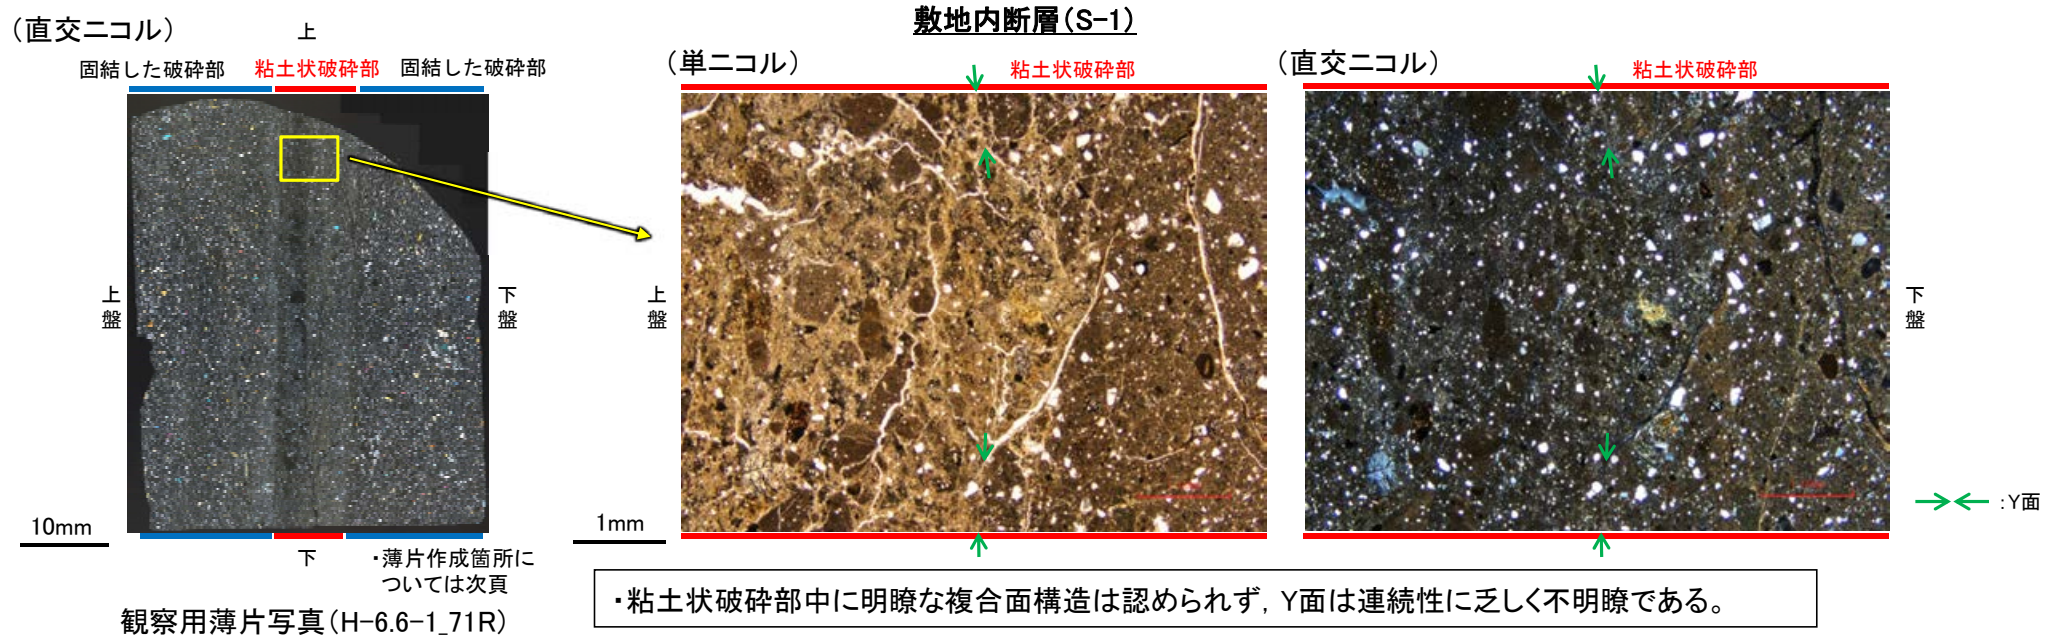 敷地内断層(S-1)
(直交ニコル)
上
固結した破砕部 粘土状破砕部 固結した破砕部
上盤
下盤
10mm
下
・薄片作成箇所に
ついては次頁
観察用薄片写真(H-6.6-1_71R)
(単ニコル)
粘土状破砕部
上盤
1mm
(直交ニコル)
粘土状破砕部
下盤
:Y面
・粘土状破砕部中に明瞭な複合面構造は認められず，Y面は連続性に乏しく不明瞭である。